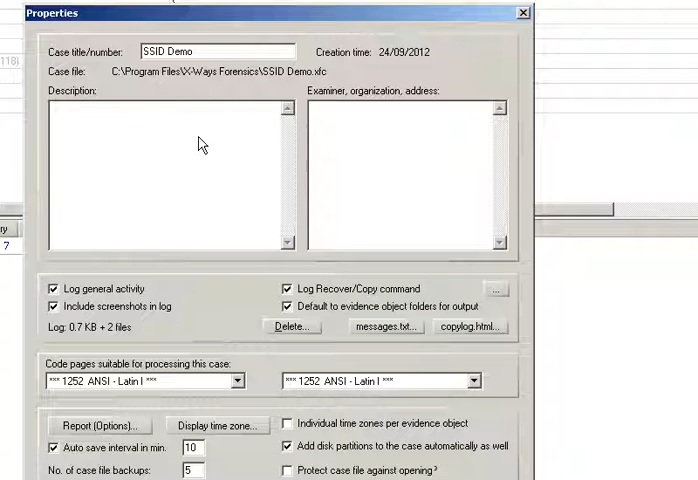 Properties
Case title/number: SSID Demo Creation time: 24/09/2012
118)
Case file: C:\Program Files\X-Ways Forensics\SSID Demo.xfc
Description: Examiner, organization, address:
ry
7
Log general activity Log Recover/Copy command ...
Include screenshots in log Default to evidence object folders for output
Log: 0.7 KB + 2 files Delete... messages.txt... copylog.html...
Code pages suitable for processing this case:
*** 1252 ANSI - Latin I *** *** 1252 ANSI - Latin I ***
Report (Options)... Display time zone... Individual time zones per evidence object
Auto save interval in min. 10 Add disk partitions to the case automatically as well
No. of case file backups: 5 Protect case file against opening³